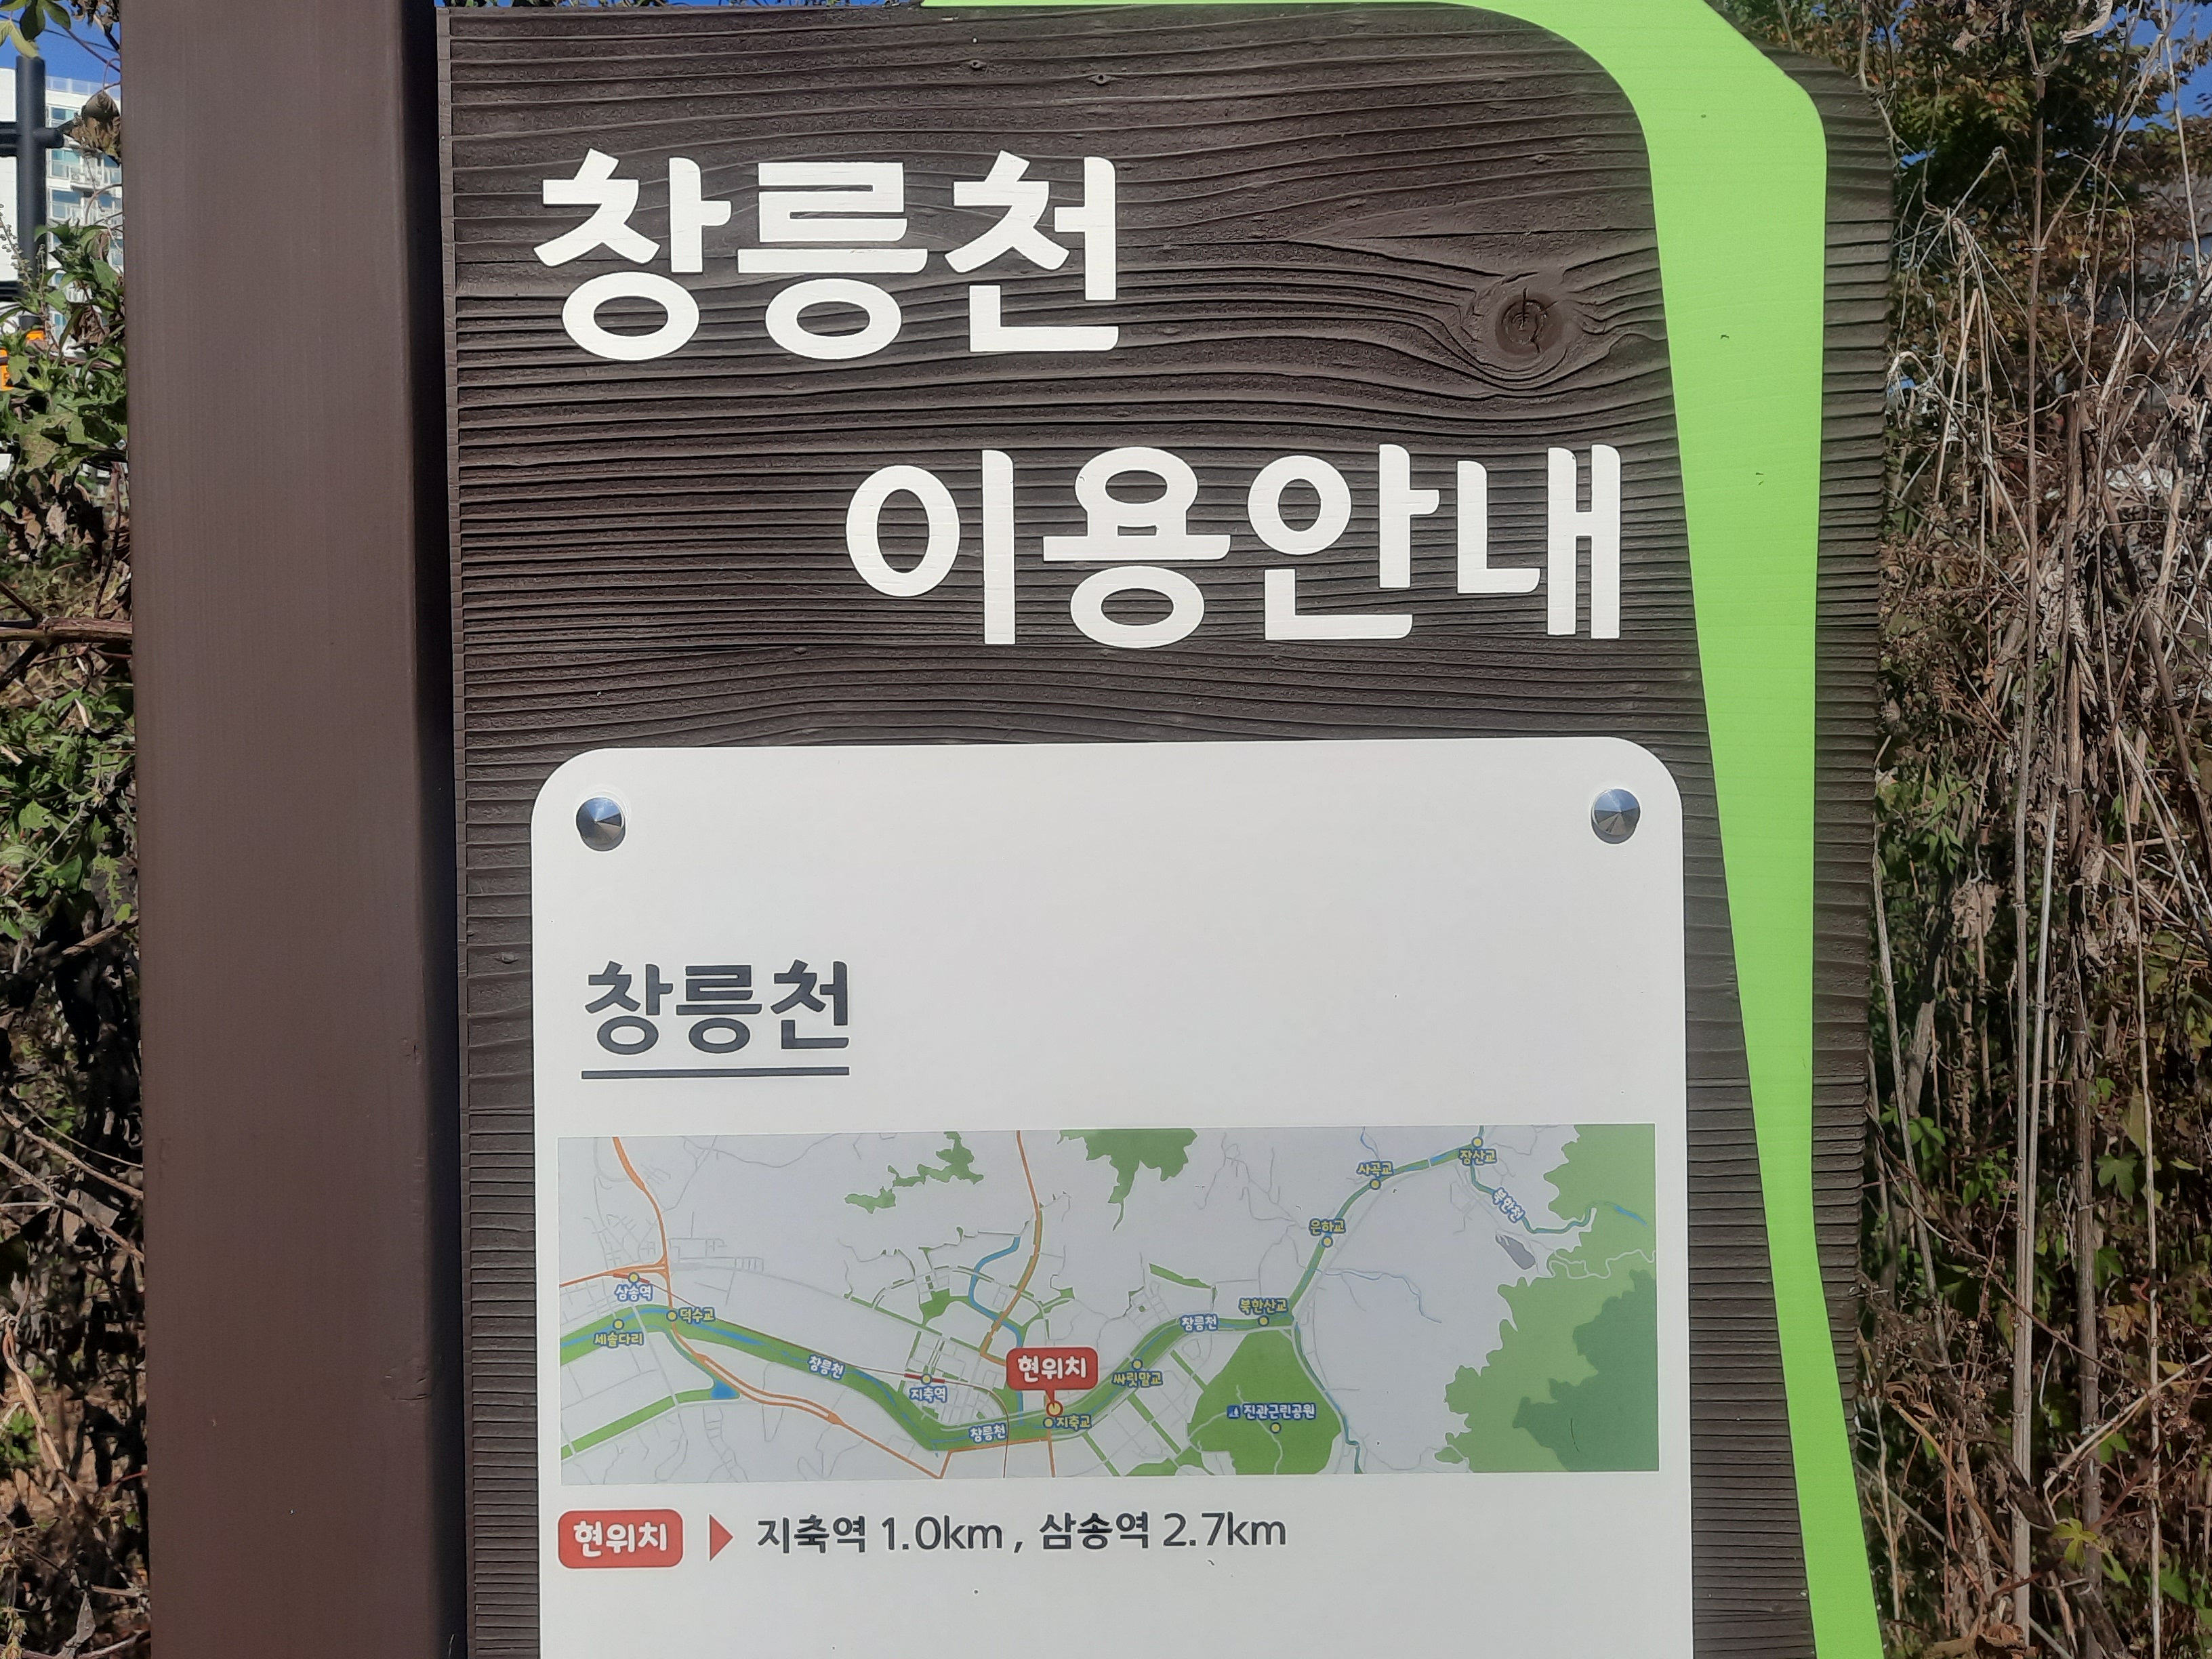 창릉천
이용안내
창릉천
사곡교
잠산교
북한천
은하교
삼송역
덕수교
세솔다리
북한산교
창릉천
창릉천
현위치
싸릿말교
지축역
진관근린공원
지축교
창릉천
현위치 ▶ 지축역 1.0km , 삼송역 2.7km